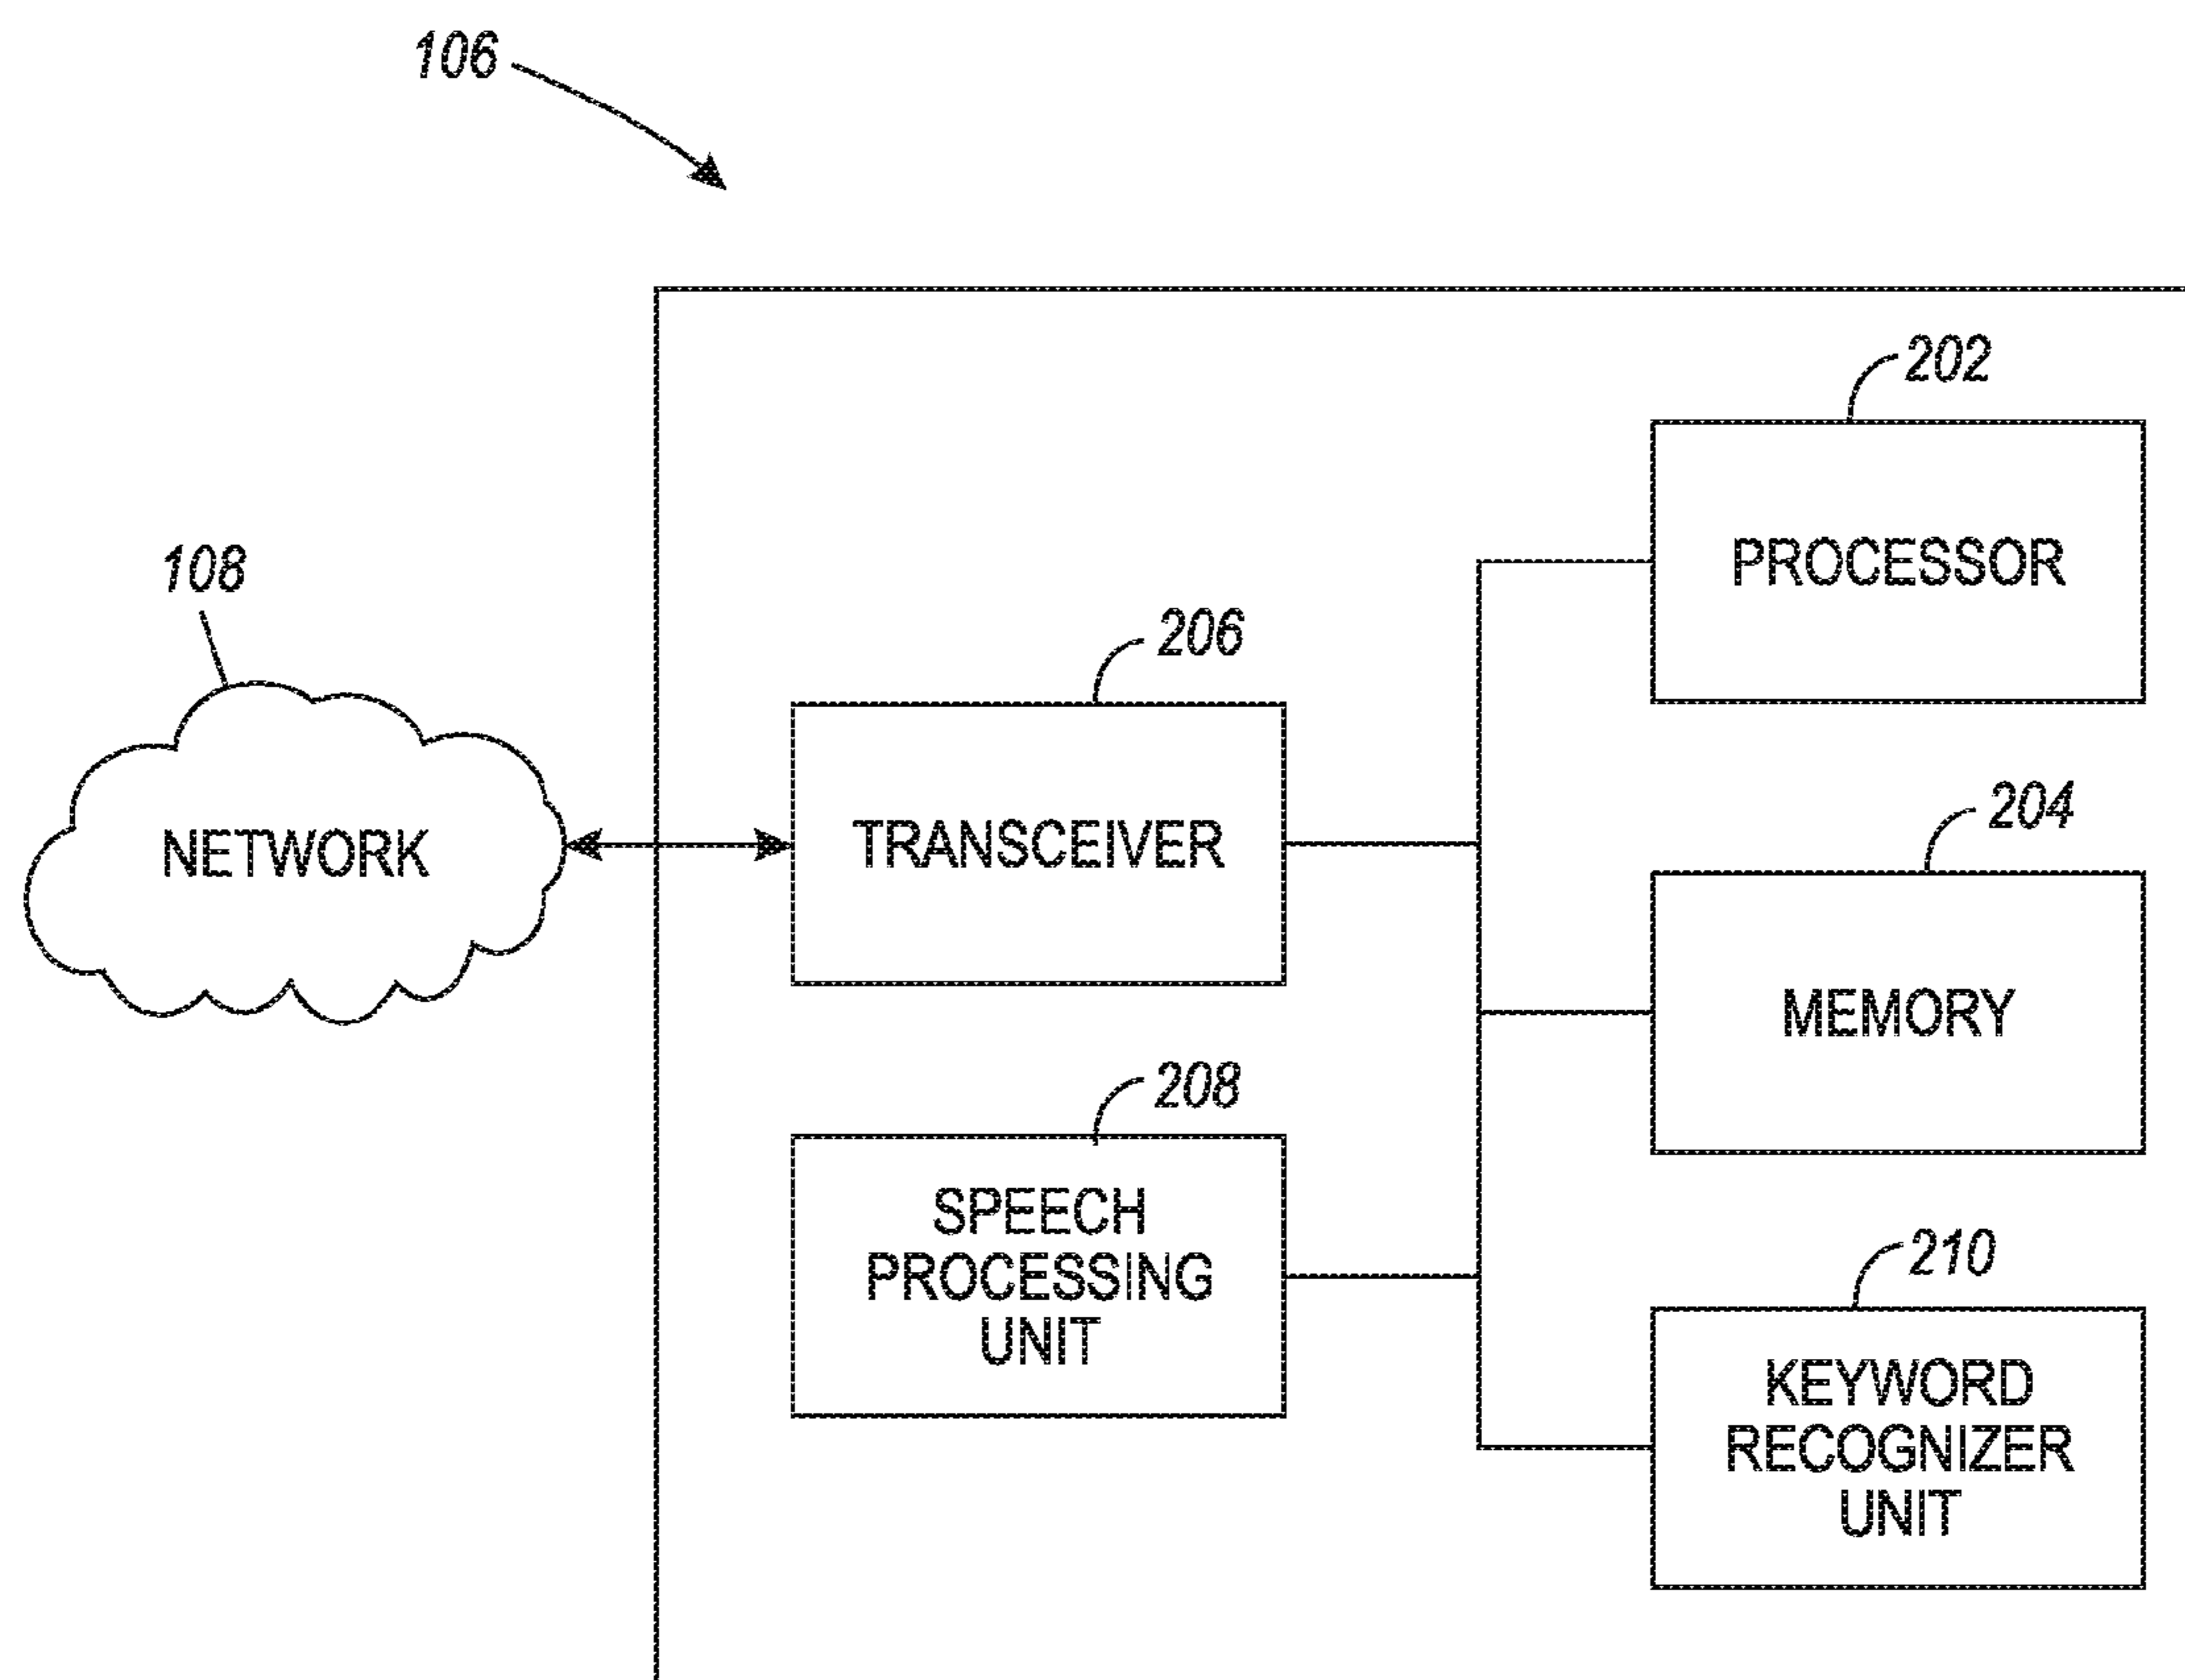 106
202
PROCESSOR
108
206
NETWORK
TRANSCEIVER
204
MEMORY
208
SPEECH
PROCESSING
UNIT
210
KEYWORD
RECOGNIZER
UNIT